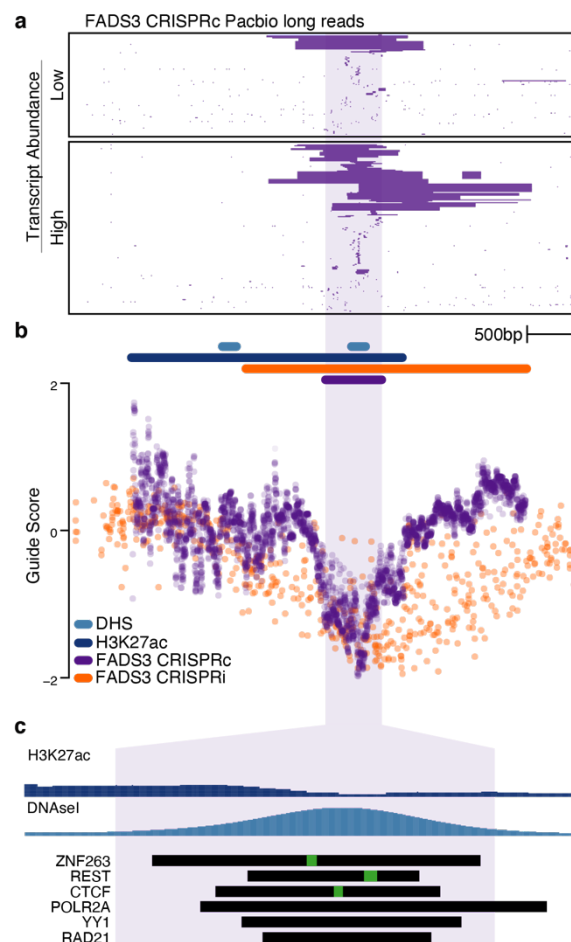 a FADS3 CRISPRc Pacbio long reads
Transcript Abundance
Low
High
b
500bp
2
0
−2
Guide Score
DHS
H3K27ac
FADS3 CRISPRc
FADS3 CRISPRi
c
H3K27ac
DNAseI
ZNF263
REST
CTCF
POLR2A
YY1
RAD21